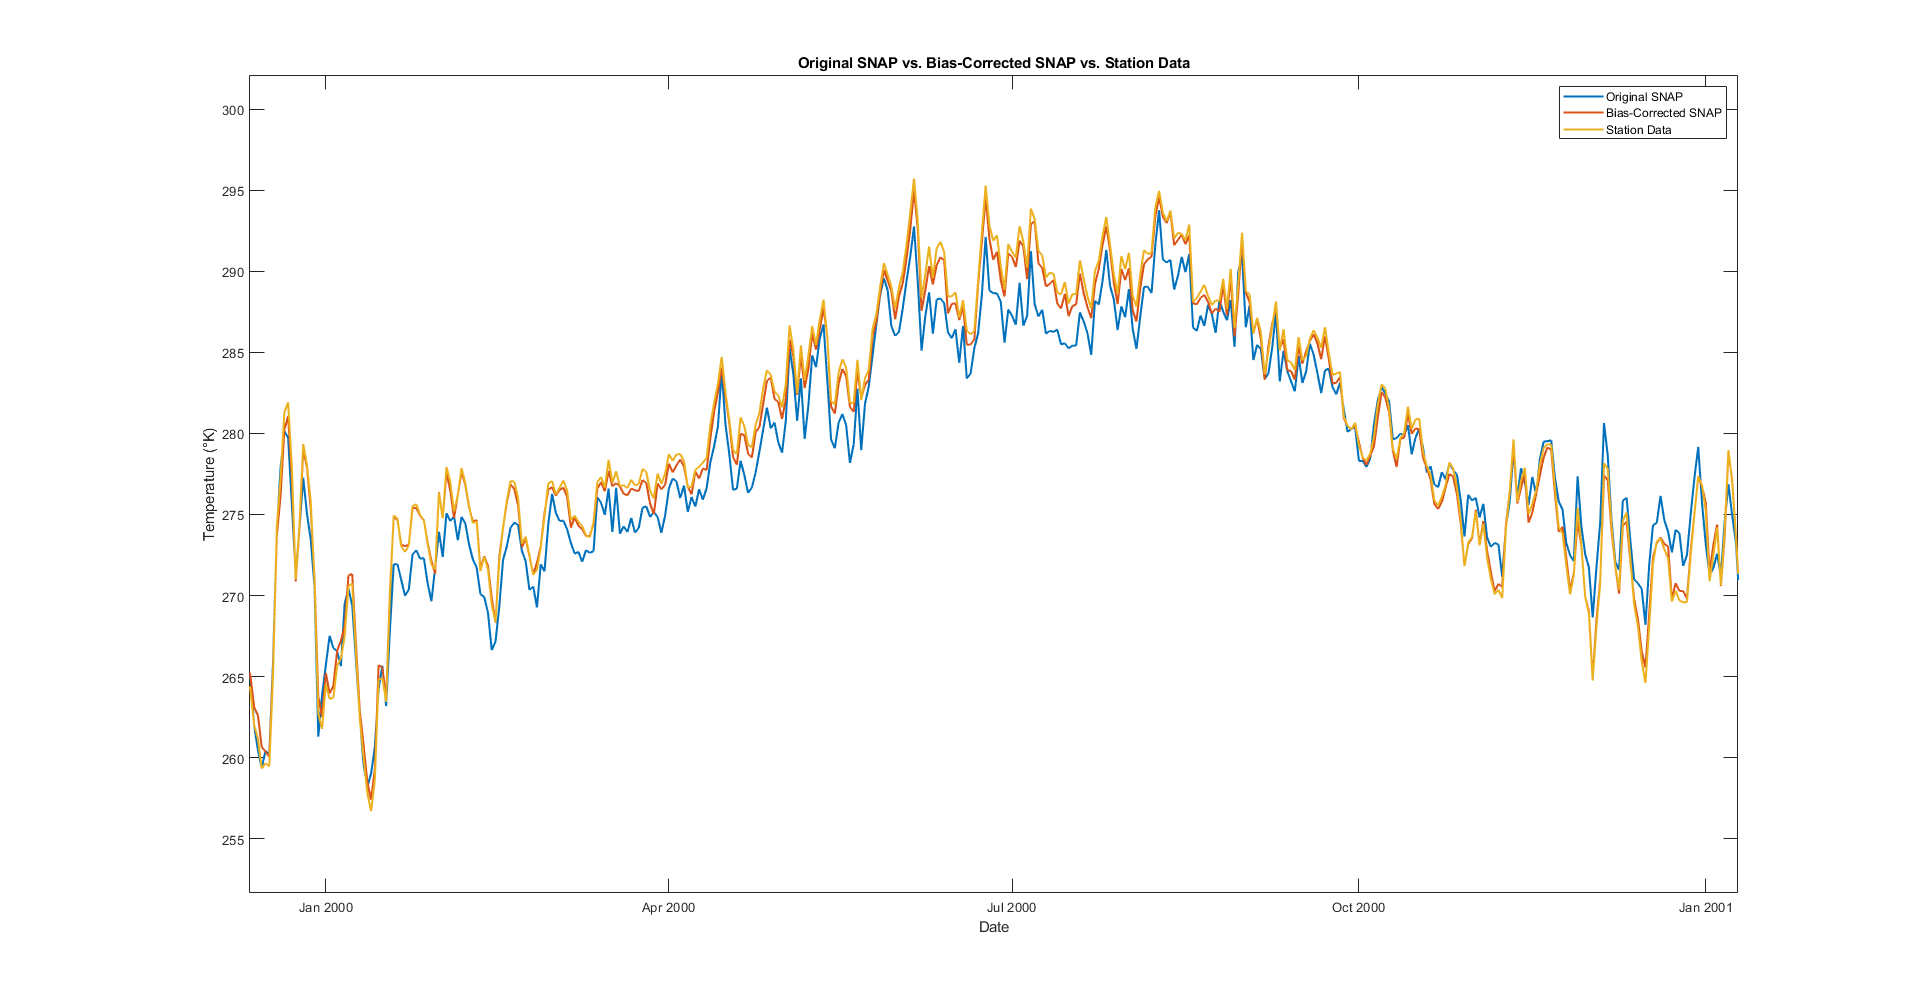 Original SNAP vs. Bias-Corrected SNAP vs. Station Data
Original SNAP
Bias-Corrected SNAP
Station Data
300
295
290
285
280
275
270
265
260
255
Temperature (°K)
Jan 2000
Apr 2000
Jul 2000
Oct 2000
Jan 2001
Date